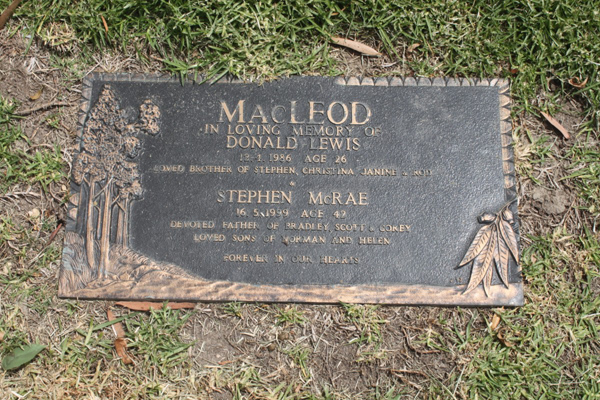 MACLEOD
IN LOVING MEMORY OF
DONALD LEWIS
13.1.1986 AGE 26
LOVED BROTHER OF STEPHEN, CHRISTINA, JANINE & ROD
STEPHEN MCRAE
16.5.1999 AGE 42
DEVOTED FATHER OF BRADLEY, SCOTT & COREY
LOVED SONS OF NORMAN AND HELEN
FOREVER IN OUR HEARTS